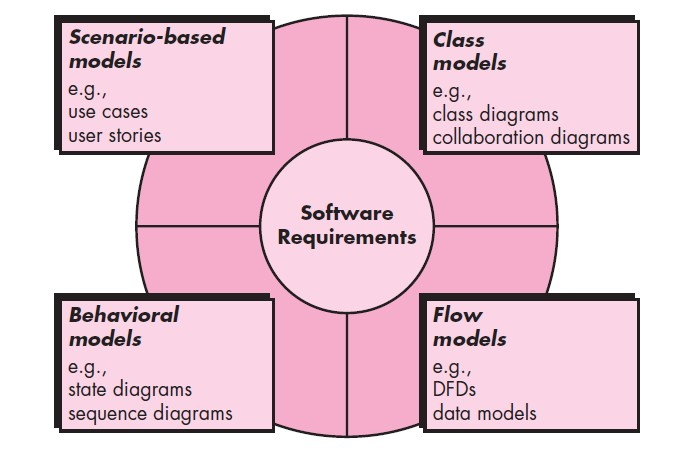 Scenario-based
models
e.g.,
use cases
user stories
Class
models
e.g.,
class diagrams
collaboration diagrams
Software
Requirements
Behavioral
models
e.g.,
state diagrams
sequence diagrams
Flow
models
e.g.,
DFDs
data models